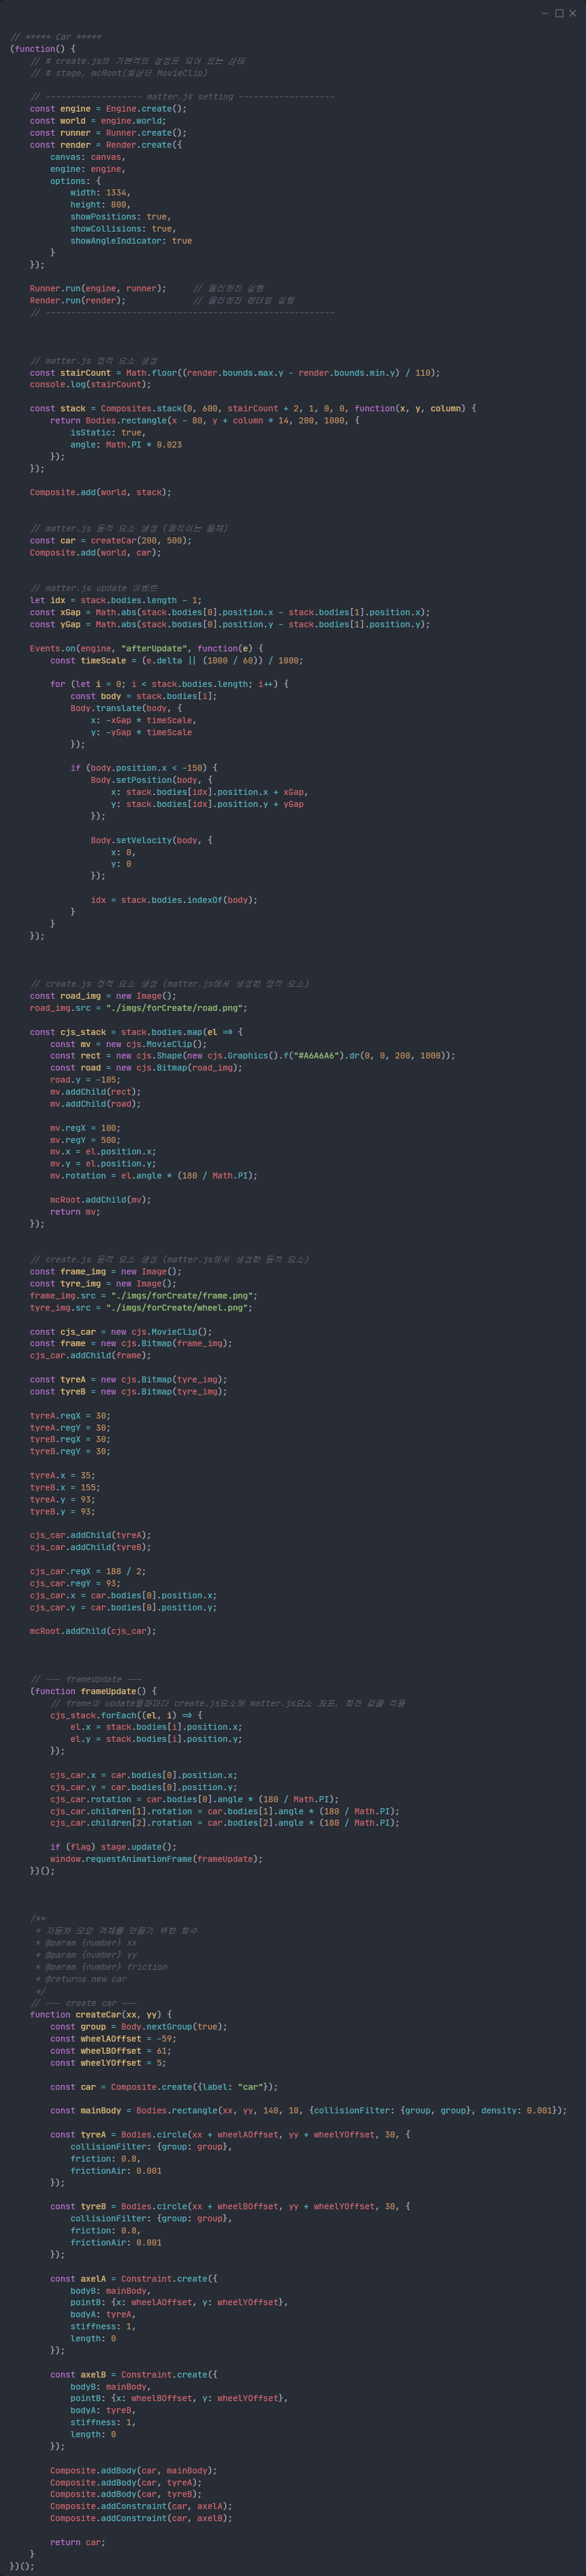 // ***** Car *****
(function() {
// # create.js의 기본적인 설정은 되어 있는 상태
// # stage, mcRoot(최상단 MovieClip)
// ------------------- matter.js setting -------------------
const engine = Engine.create();
const world = engine.world;
const runner = Runner.create();
const render = Render.create({
canvas: canvas,
engine: engine,
options: {
width: 1334,
height: 800,
showPositions: true,
showCollisions: true,
showAngleIndicator: true
}
});
Runner.run(engine, runner); // 물리엔진 실행
Render.run(render); // 물리엔진 렌더링 실행
// ---------------------------------------------------------
// matter.js 정적 요소 생성
const stairCount = Math.floor((render.bounds.max.y - render.bounds.min.y) / 110);
console.log(stairCount);
const stack = Composites.stack(0, 600, stairCount + 2, 1, 0, 0, function(x, y, column) {
return Bodies.rectangle(x - 80, y + column * 14, 200, 1000, {
isStatic: true,
angle: Math.PI * 0.023
});
});
Composite.add(world, stack);
// matter.js 동적 요소 생성 (움직이는 물체)
const car = createCar(200, 500);
Composite.add(world, car);
// matter.js update 이벤트
let idx = stack.bodies.length - 1;
const xGap = Math.abs(stack.bodies[0].position.x - stack.bodies[1].position.x);
const yGap = Math.abs(stack.bodies[0].position.y - stack.bodies[1].position.y);
Events.on(engine, "afterUpdate", function(e) {
const timeScale = (e.delta || (1000 / 60)) / 1000;
for (let i = 0; i < stack.bodies.length; i++) {
const body = stack.bodies[i];
Body.translate(body, {
x: -xGap * timeScale,
y: -yGap * timeScale
});
if (body.position.x < -150) {
Body.setPosition(body, {
x: stack.bodies[idx].position.x + xGap,
y: stack.bodies[idx].position.y + yGap
});
Body.setVelocity(body, {
x: 0,
y: 0
});
idx = stack.bodies.indexOf(body);
}
}
});
// create.js 정적 요소 생성 (matter.js에서 생성한 정적 요소)
const road_img = new Image();
road_img.src = "./imgs/forCreate/road.png";
const cjs_stack = stack.bodies.map(el => {
const mv = new cjs.MovieClip();
const rect = new cjs.Shape(new cjs.Graphics().f("#A6A6A6").dr(0, 0, 200, 1000));
const road = new cjs.Bitmap(road_img);
road.y = -105;
mv.addChild(rect);
mv.addChild(road);
mv.regX = 100;
mv.regY = 500;
mv.x = el.position.x;
mv.y = el.position.y;
mv.rotation = el.angle * (180 / Math.PI);
mcRoot.addChild(mv);
return mv;
});
// create.js 동적 요소 생성 (matter.js에서 생성한 동적 요소)
const frame_img = new Image();
const tyre_img = new Image();
frame_img.src = "./imgs/forCreate/frame.png";
tyre_img.src = "./imgs/forCreate/wheel.png";
const cjs_car = new cjs.MovieClip();
const frame = new cjs.Bitmap(frame_img);
cjs_car.addChild(frame);
const tyreA = new cjs.Bitmap(tyre_img);
const tyreB = new cjs.Bitmap(tyre_img);
tyreA.regX = 30;
tyreA.regY = 30;
tyreB.regX = 30;
tyreB.regY = 30;
tyreA.x = 35;
tyreB.x = 155;
tyreA.y = 93;
tyreB.y = 93;
cjs_car.addChild(tyreA);
cjs_car.addChild(tyreB);
cjs_car.regX = 188 / 2;
cjs_car.regY = 93;
cjs_car.x = car.bodies[0].position.x;
cjs_car.y = car.bodies[0].position.y;
mcRoot.addChild(cjs_car);
// --- frameUpdate ---
(function frameUpdate() {
// frame이 update될때마다 create.js요소에 matter.js요소 좌표, 회전 값을 적용
cjs_stack.forEach((el, i) => {
el.x = stack.bodies[i].position.x;
el.y = stack.bodies[i].position.y;
});
cjs_car.x = car.bodies[0].position.x;
cjs_car.y = car.bodies[0].position.y;
cjs_car.rotation = car.bodies[0].angle * (180 / Math.PI);
cjs_car.children[1].rotation = car.bodies[1].angle * (180 / Math.PI);
cjs_car.children[2].rotation = car.bodies[2].angle * (180 / Math.PI);
if (flag) stage.update();
window.requestAnimationFrame(frameUpdate);
})();
/**
* 자동차 모양 객체를 만들기 위한 함수
* @param {number} xx
* @param {number} yy
* @param {number} friction
* @returns new car
*/
// --- create car ---
function createCar(xx, yy) {
const group = Body.nextGroup(true);
const wheelAOffset = -59;
const wheelBOffset = 61;
const wheelYOffset = 5;
const car = Composite.create({label: "car"});
const mainBody = Bodies.rectangle(xx, yy, 140, 10, {collisionFilter: {group, group}, density: 0.001});
const tyreA = Bodies.circle(xx + wheelAOffset, yy + wheelYOffset, 30, {
collisionFilter: {group: group},
friction: 0.8,
frictionAir: 0.001
});
const tyreB = Bodies.circle(xx + wheelBOffset, yy + wheelYOffset, 30, {
collisionFilter: {group: group},
friction: 0.8,
frictionAir: 0.001
});
const axelA = Constraint.create({
bodyB: mainBody,
pointB: {x: wheelAOffset, y: wheelYOffset},
bodyA: tyreA,
stiffness: 1,
length: 0
});
const axelB = Constraint.create({
bodyB: mainBody,
pointB: {x: wheelBOffset, y: wheelYOffset},
bodyA: tyreB,
stiffness: 1,
length: 0
});
Composite.addBody(car, mainBody);
Composite.addBody(car, tyreA);
Composite.addBody(car, tyreB);
Composite.addConstraint(car, axelA);
Composite.addConstraint(car, axelB);
return car;
}
})();